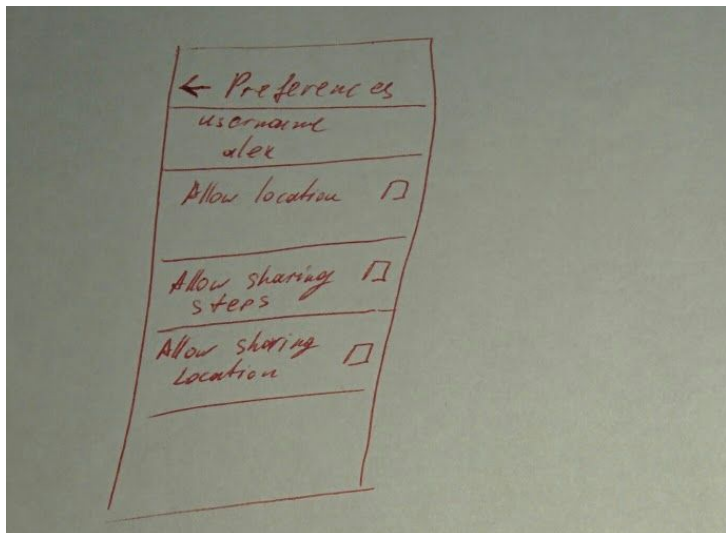 ← Preferences
username
alex
Allow location
Allow sharing
steps
Allow sharing
Location